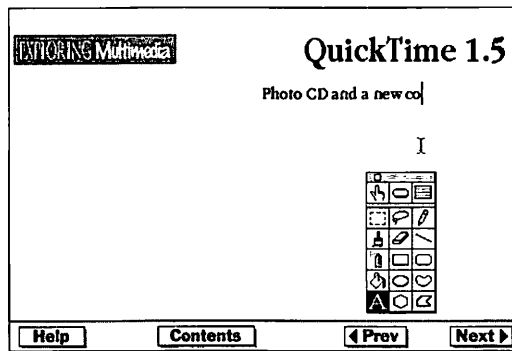 EXPLORING Multimedia
QuickTime 1.5
Photo CD and a new co
A
Help
Contents
Prev
Next